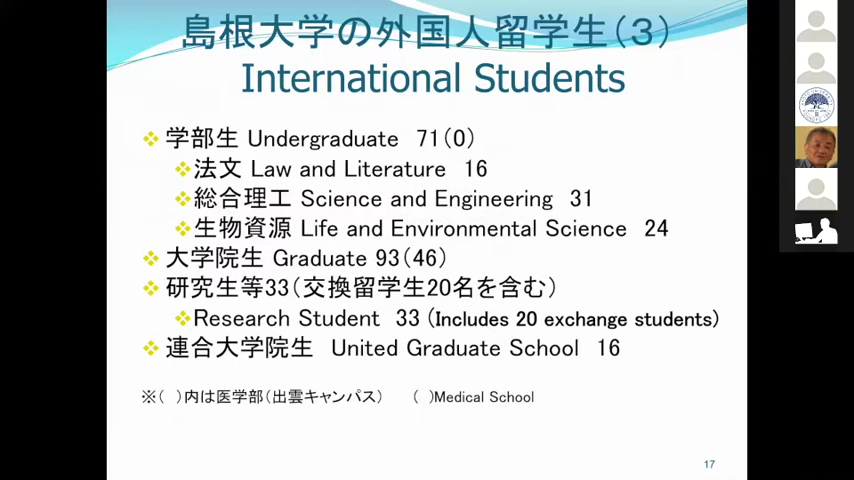 島根大学の外国人留学生（3）
International Students
学部生 Undergraduate 71(0)
法文 Law and Literature 16
総合理工 Science and Engineering 31
生物資源 Life and Environmental Science 24
大学院生 Graduate 93(46)
研究生等33（交換留学生20名を含む）
Research Student 33 (Includes 20 exchange students)
連合大学院生 United Graduate School 16
※( )内は医学部（出雲キャンパス） ( )Medical School
17